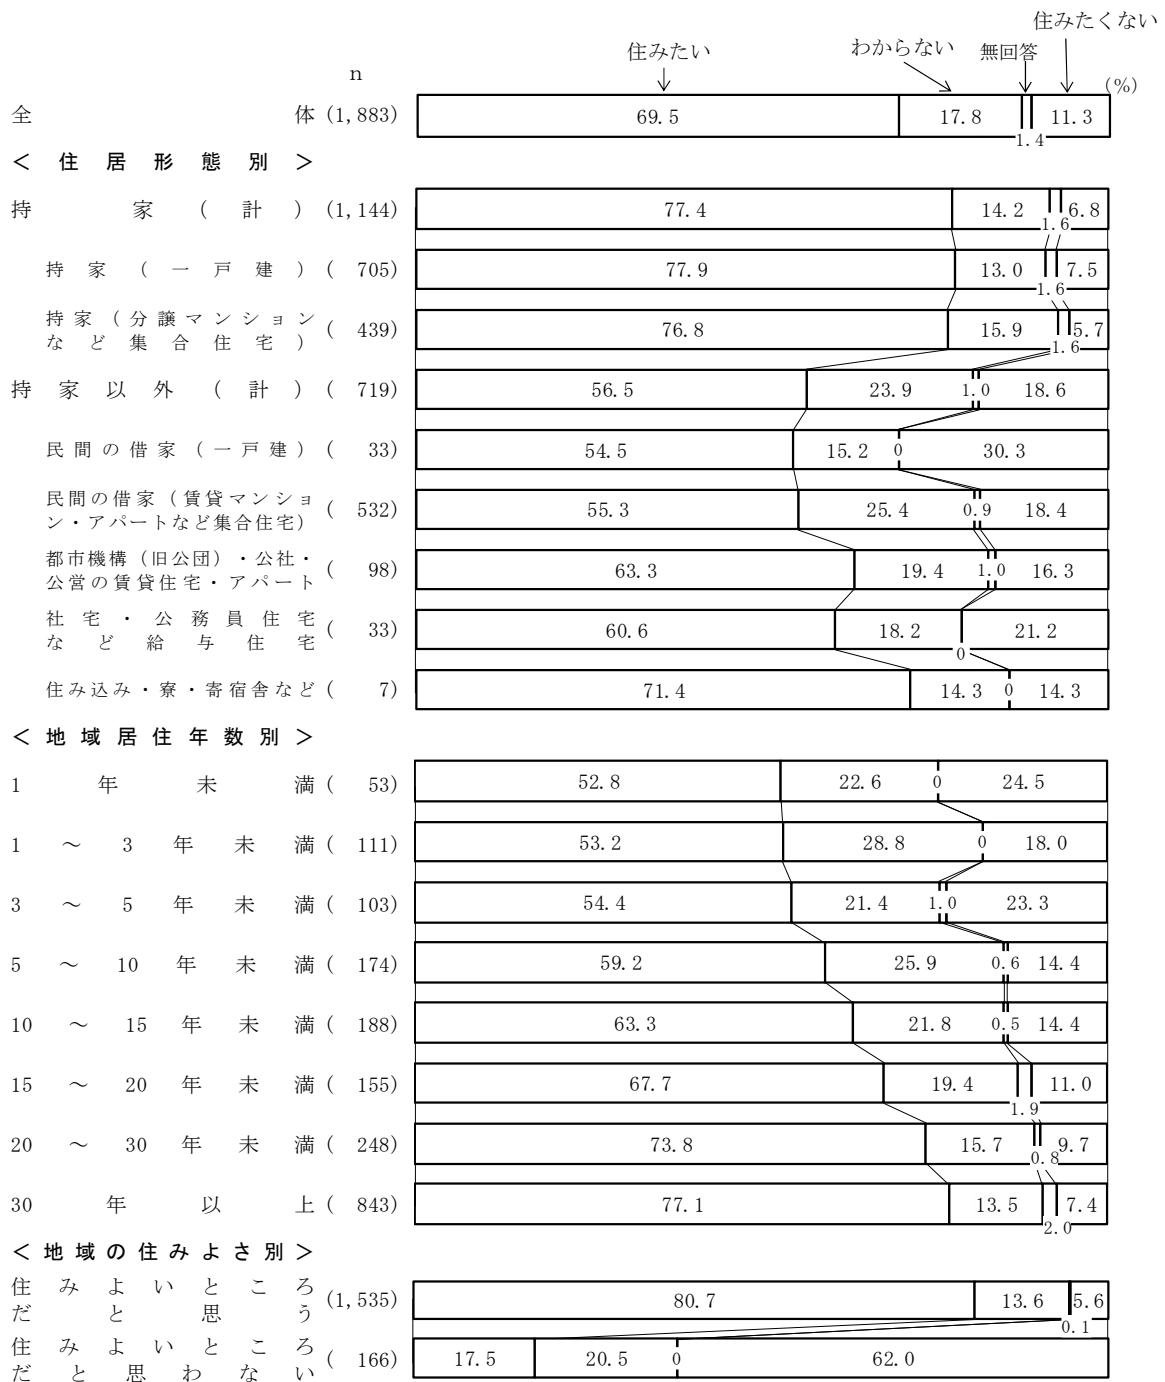 住みたくない
住みたい わからない 無回答
n (%)
全体 (1,883) 69.5 17.8 1.4 11.3
＜住居形態別＞
持家（計） (1,144) 77.4 14.2 1.6 6.8
持家（一戸建） ( 705) 77.9 13.0 1.6 7.5
持家（分譲マンション
など集合住宅） ( 439) 76.8 15.9 1.6 5.7
持家以外（計） ( 719) 56.5 23.9 1.0 18.6
民間の借家（一戸建） ( 33) 54.5 15.2 0 30.3
民間の借家（賃貸マンショ
ン・アパートなど集合住宅） ( 532) 55.3 25.4 0.9 18.4
都市機構（旧公団）・公社・
公営の賃貸住宅・アパート ( 98) 63.3 19.4 1.0 16.3
社宅・公務員住宅
など給与住宅 ( 33) 60.6 18.2 0 21.2
住み込み・寮・寄宿舎など ( 7) 71.4 14.3 0 14.3
＜地域居住年数別＞
1年未満 ( 53) 52.8 22.6 0 24.5
1～3年未満 ( 111) 53.2 28.8 0 18.0
3～5年未満 ( 103) 54.4 21.4 1.0 23.3
5～10年未満 ( 174) 59.2 25.9 0.6 14.4
10～15年未満 ( 188) 63.3 21.8 0.5 14.4
15～20年未満 ( 155) 67.7 19.4 1.9 11.0
20～30年未満 ( 248) 73.8 15.7 0.8 9.7
30年以上 ( 843) 77.1 13.5 2.0 7.4
＜地域の住みよさ別＞
住みよいところ
だと思う (1,535) 80.7 13.6 0.1 5.6
住みよいところ
だと思わない ( 166) 17.5 20.5 0 62.0